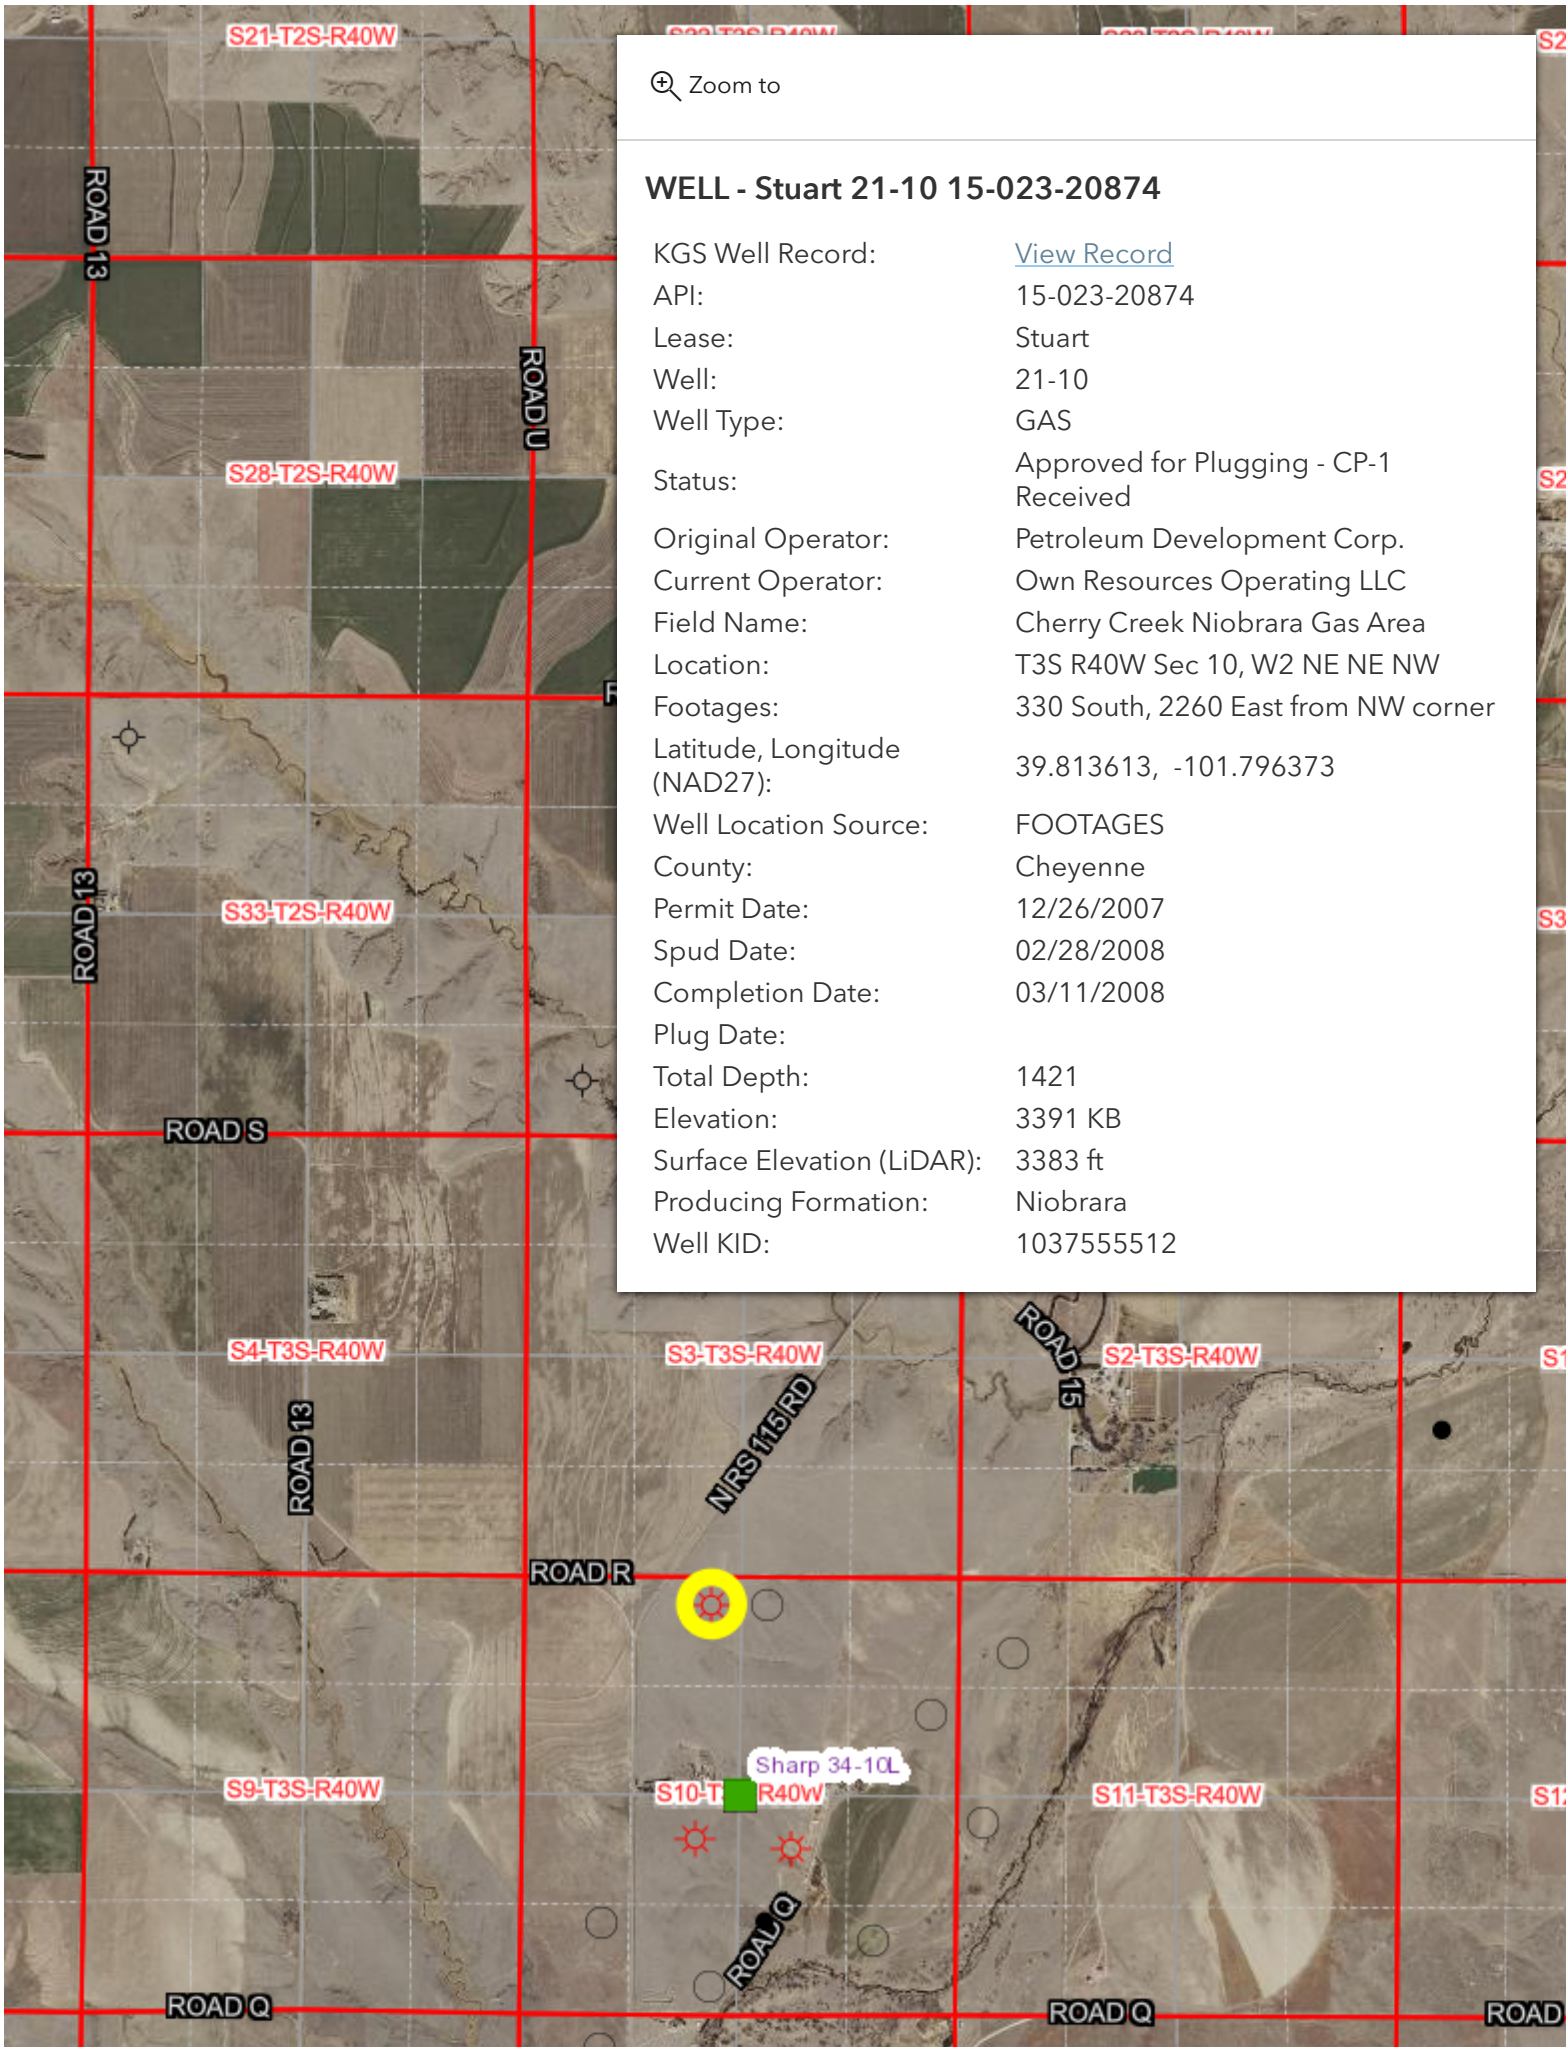 S21-T2S-R40W
Zoom to
WELL - Stuart 21-10 15-023-20874
KGS Well Record: View Record
API: 15-023-20874
Lease: Stuart
Well: 21-10
Well Type: GAS
Status: Approved for Plugging - CP-1
Received
Original Operator: Petroleum Development Corp.
Current Operator: Own Resources Operating LLC
Field Name: Cherry Creek Niobrara Gas Area
Location: T3S R40W Sec 10, W2 NE NE NW
Footages: 330 South, 2260 East from NW corner
Latitude, Longitude
(NAD27): 39.813613, -101.796373
Well Location Source: FOOTAGES
County: Cheyenne
Permit Date: 12/26/2007
Spud Date: 02/28/2008
Completion Date: 03/11/2008
Plug Date:
Total Depth: 1421
Elevation: 3391 KB
Surface Elevation (LiDAR): 3383 ft
Producing Formation: Niobrara
Well KID: 1037555512
ROAD 13
ROAD U
S28-T2S-R40W
ROAD 13
S33-T2S-R40W
ROAD S
S4-T3S-R40W
S3-T3S-R40W
ROAD 15
S2-T3S-R40W
ROAD 13
N RS 115 RD
ROAD R
Sharp 34-10L
S9-T3S-R40W
S10-T R40W
S11-T3S-R40W
ROAD Q
ROAD Q
ROAD Q
ROAD